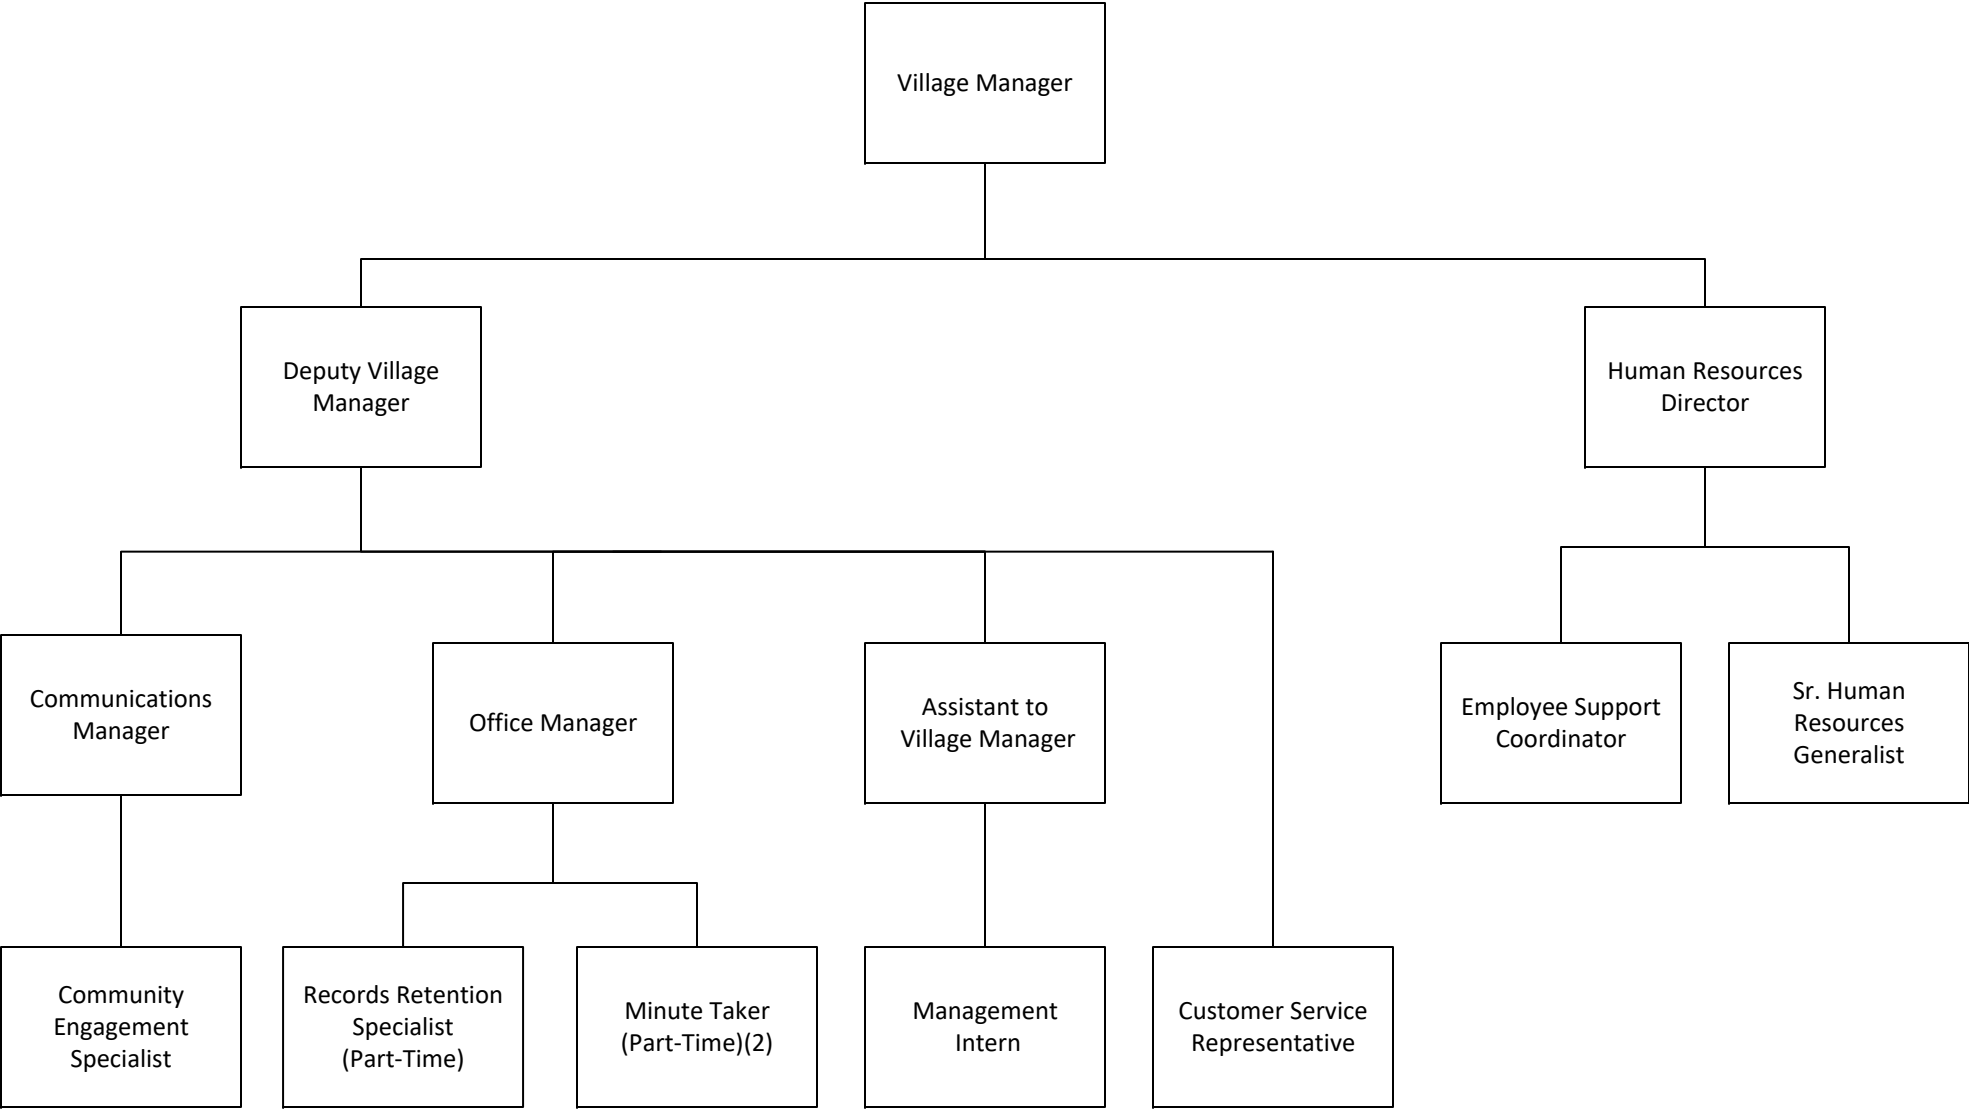 Village Manager
Deputy Village
Manager
Human Resources
Director
Communications
Manager
Office Manager
Assistant to
Village Manager
Employee Support
Coordinator
Sr. Human
Resources
Generalist
Community
Engagement
Specialist
Records Retention
Specialist
(Part-Time)
Minute Taker
(Part-Time)(2)
Management
Intern
Customer Service
Representative